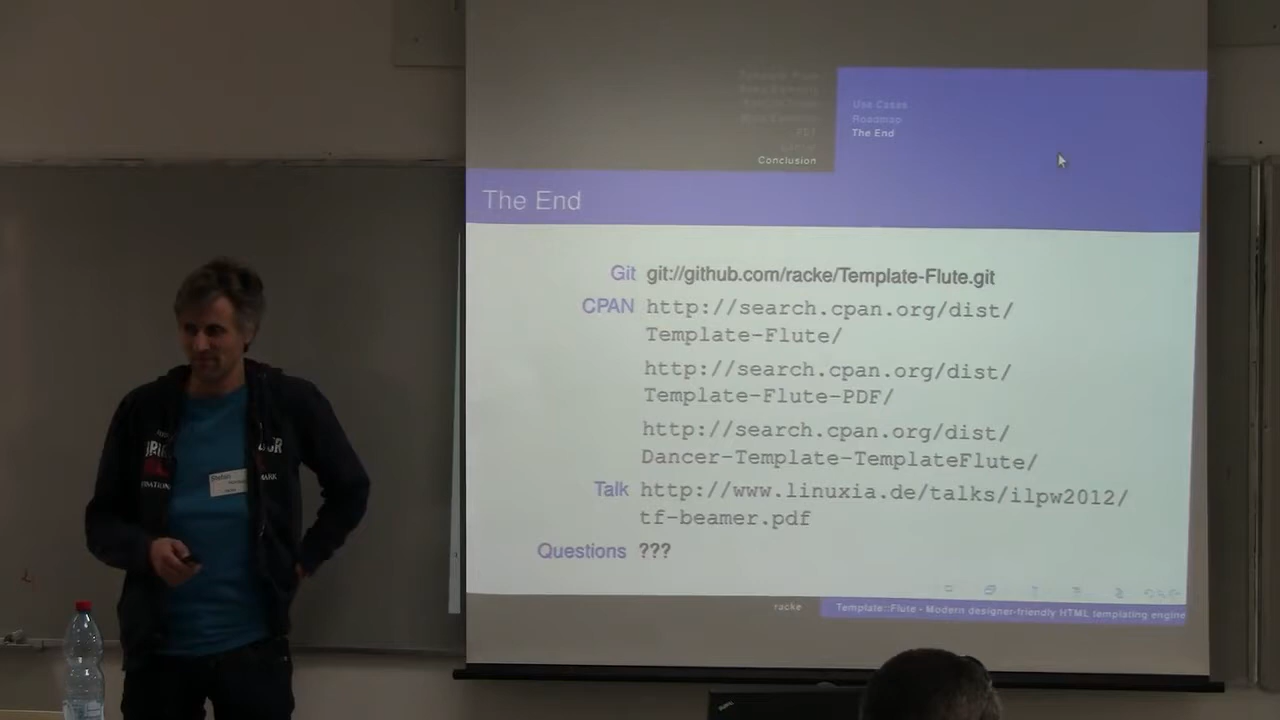 Use Cases
Roadmap
The End
Conclusion
The End
Git git://github.com/racke/Template-Flute.git
CPAN http://search.cpan.org/dist/
Template-Flute/
http://search.cpan.org/dist/
Template-Flute-PDF/
http://search.cpan.org/dist/
Dancer-Template-TemplateFlute/
Talk http://www.linuxia.de/talks/ilpw2012/
tf-beamer.pdf
Questions ???
racke
Template::Flute - Modern designer-friendly HTML templating engine
Stefan
MARK